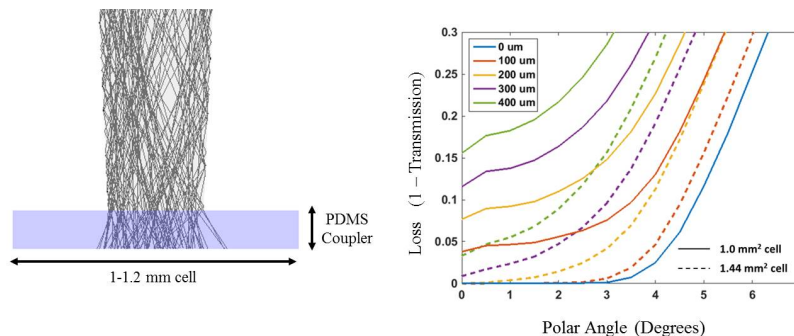 PDMS
Coupler
1-1.2 mm cell
0.3
0.25
0.2
0.15
0.1
0.05
0
0 um
100 um
200 um
300 um
400 um
1.0 mm² cell
1.44 mm² cell
Loss (1 – Transmission)
0 1 2 3 4 5 6
Polar Angle (Degrees)